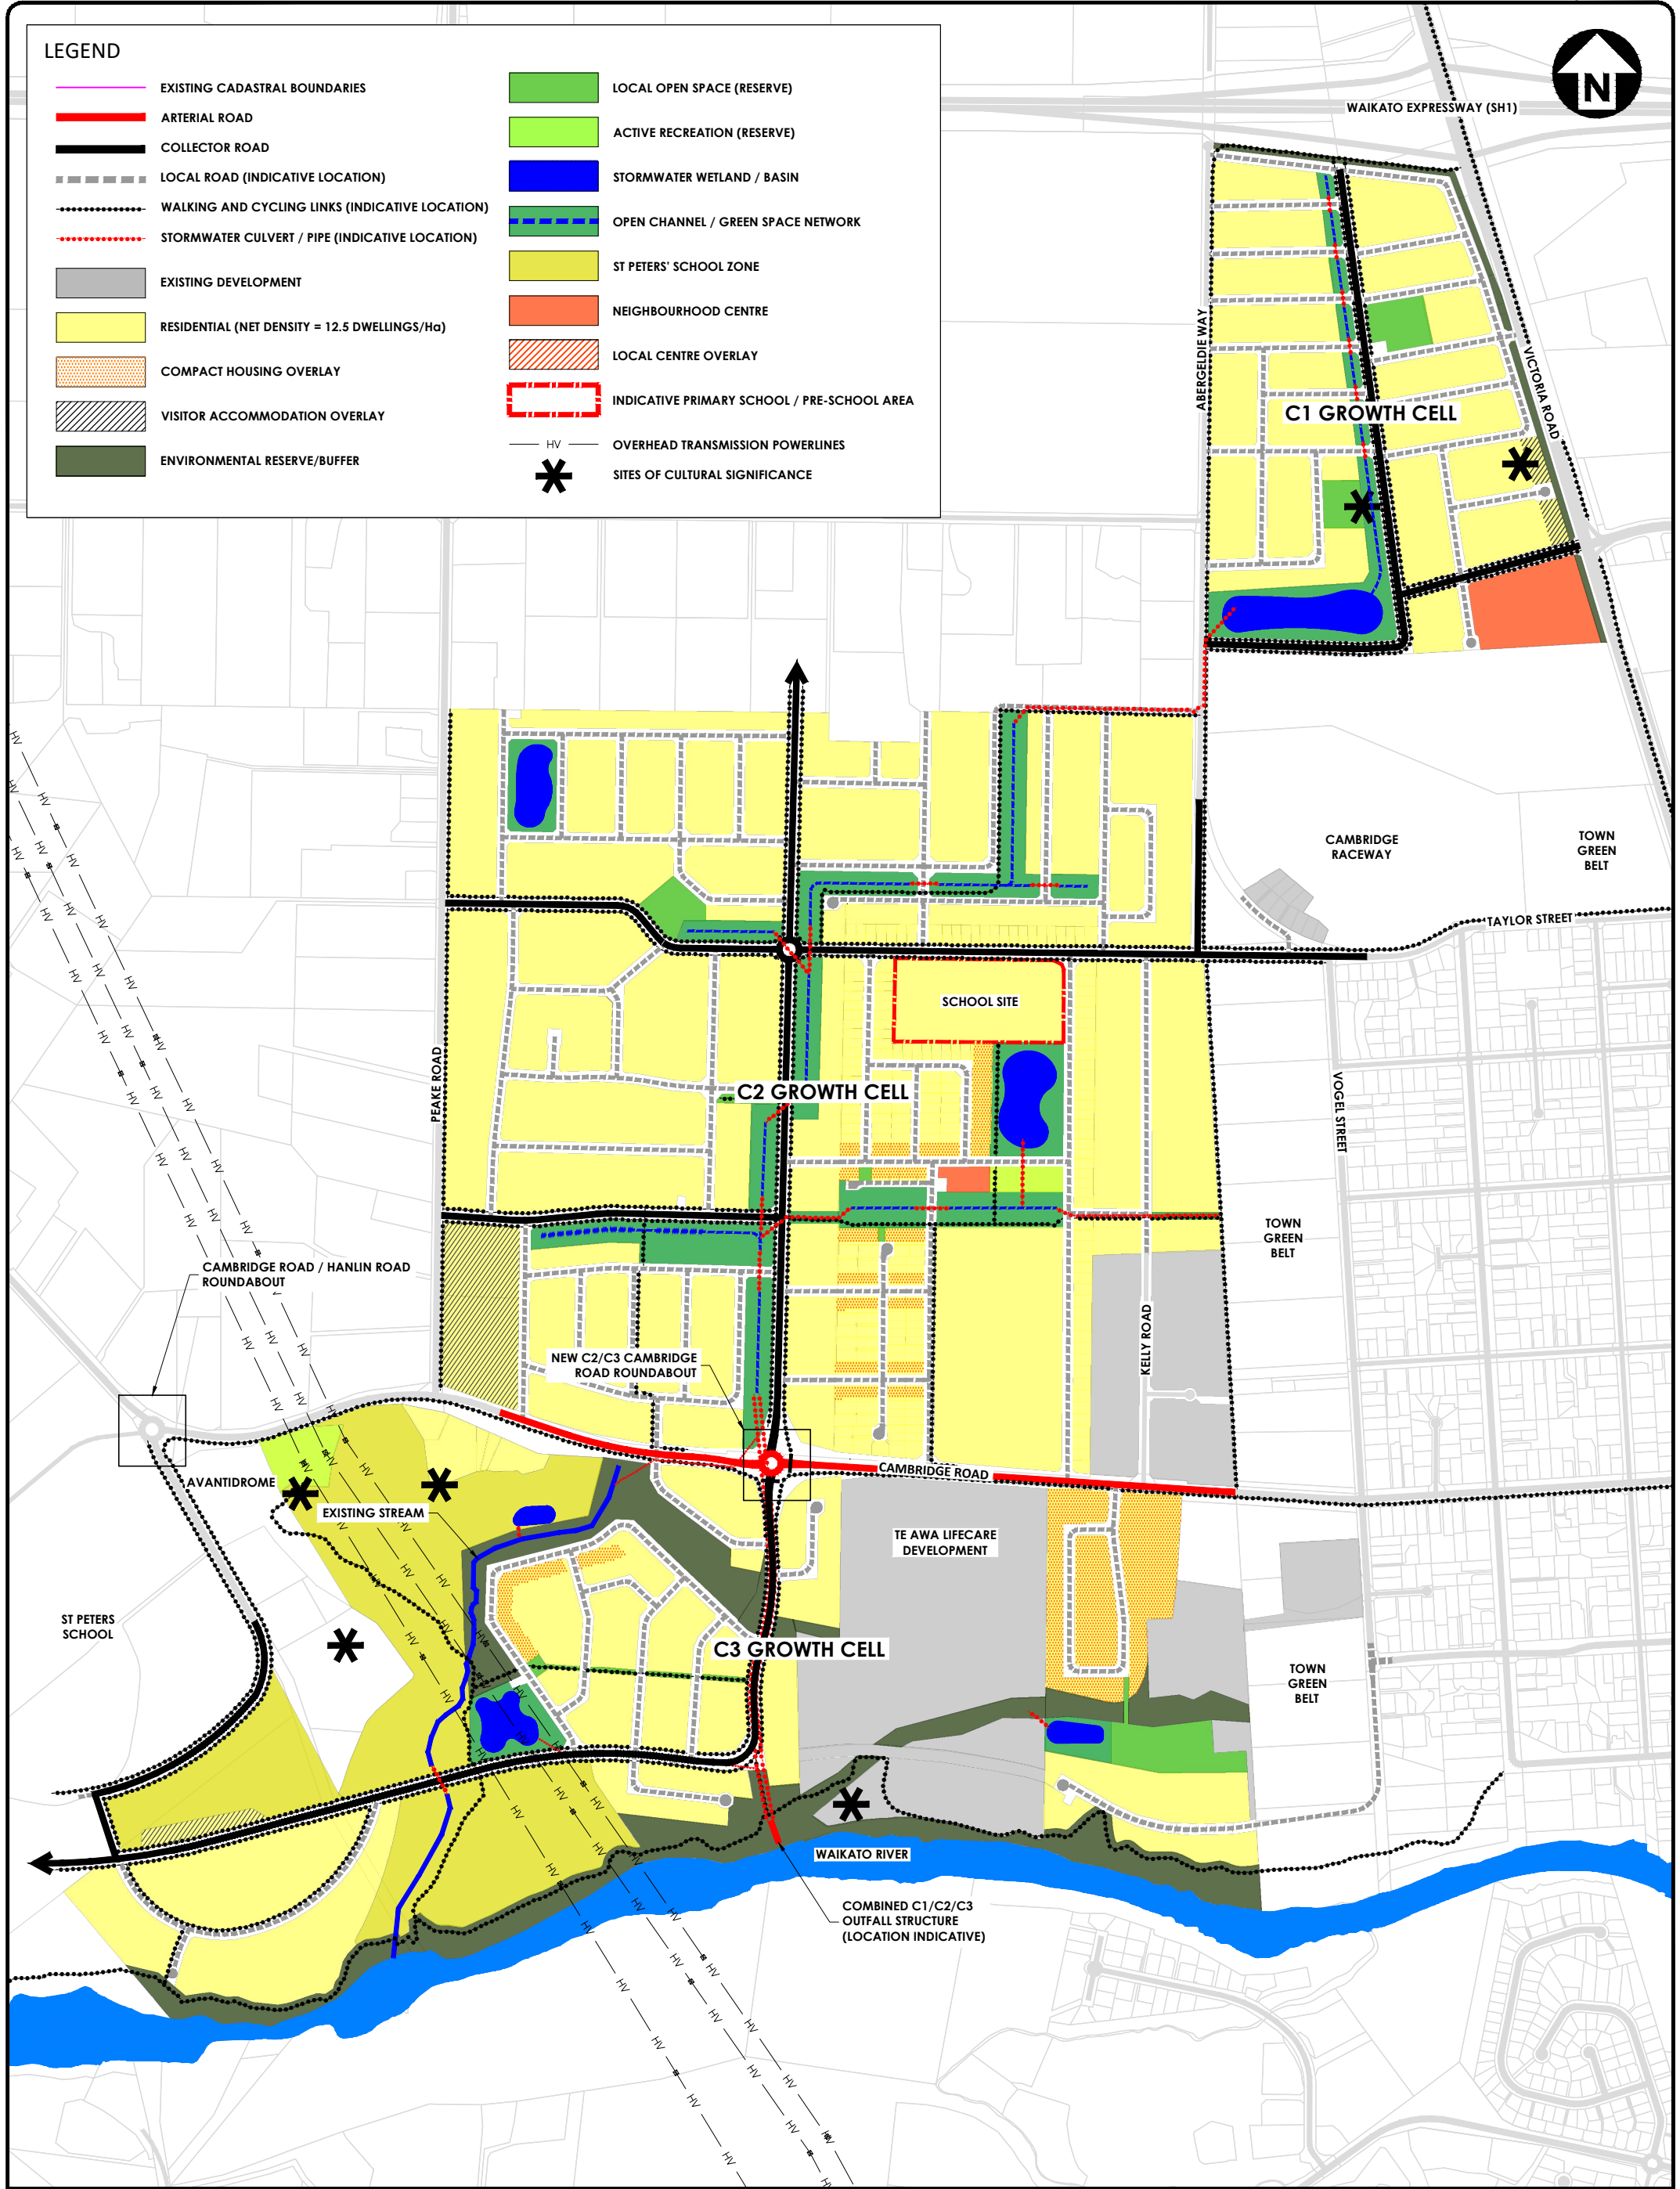 LEGEND
EXISTING CADASTRAL BOUNDARIES
ARTERIAL ROAD
COLLECTOR ROAD
LOCAL ROAD (INDICATIVE LOCATION)
WALKING AND CYCLING LINKS (INDICATIVE LOCATION)
STORMWATER CULVERT / PIPE (INDICATIVE LOCATION)
EXISTING DEVELOPMENT
RESIDENTIAL (NET DENSITY = 12.5 DWELLINGS/Ha)
COMPACT HOUSING OVERLAY
VISITOR ACCOMMODATION OVERLAY
ENVIRONMENTAL RESERVE/BUFFER
LOCAL OPEN SPACE (RESERVE)
ACTIVE RECREATION (RESERVE)
STORMWATER WETLAND / BASIN
OPEN CHANNEL / GREEN SPACE NETWORK
ST PETERS' SCHOOL ZONE
NEIGHBOURHOOD CENTRE
LOCAL CENTRE OVERLAY
INDICATIVE PRIMARY SCHOOL / PRE-SCHOOL AREA
HV
OVERHEAD TRANSMISSION POWERLINES
SITES OF CULTURAL SIGNIFICANCE
N
WAIKATO EXPRESSWAY (SH1)
ABERGELDIE WAY
VICTORIA ROAD
C1 GROWTH CELL
CAMBRIDGE
RACEWAY
TOWN
GREEN
BELT
TAYLOR STREET
SCHOOL SITE
PEAKE ROAD
C2 GROWTH CELL
VOGEL STREET
TOWN
GREEN
BELT
CAMBRIDGE ROAD / HANLIN ROAD
ROUNDABOUT
NEW C2/C3 CAMBRIDGE
ROAD ROUNDABOUT
KELLY ROAD
CAMBRIDGE ROAD
AVANTIDROME
EXISTING STREAM
TE AWA LIFECARE
DEVELOPMENT
ST PETERS
SCHOOL
C3 GROWTH CELL
TOWN
GREEN
BELT
WAIKATO RIVER
COMBINED C1/C2/C3
OUTFALL STRUCTURE
(LOCATION INDICATIVE)